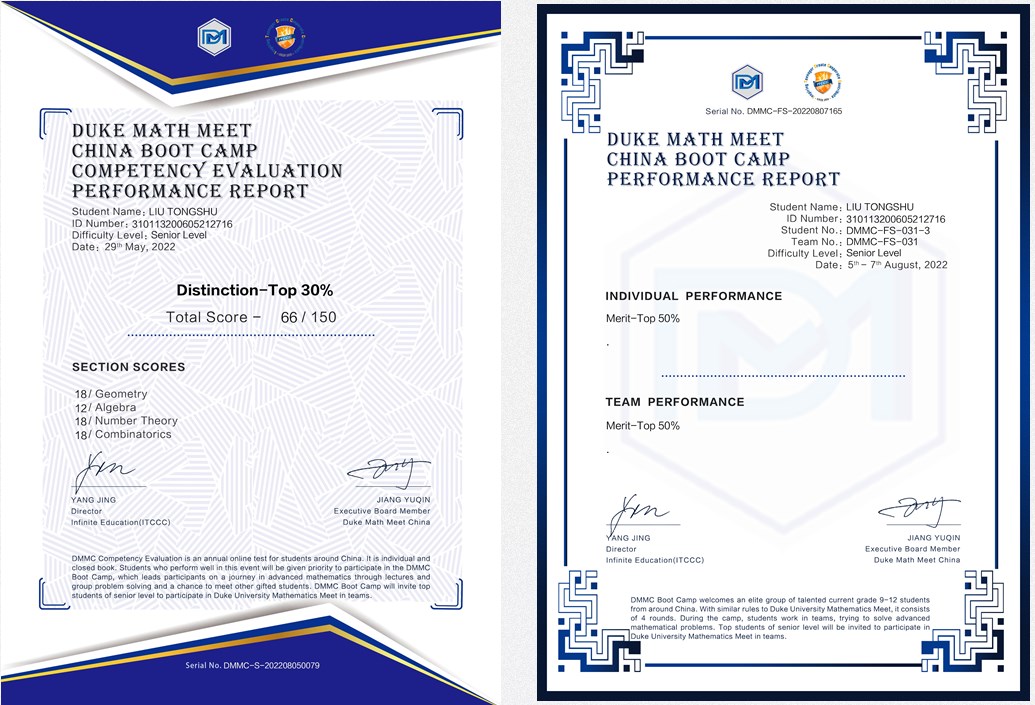 DM
DUKE MATH MEET
CHINA BOOT CAMP
COMPETENCY EVALUATION
PERFORMANCE REPORT
Student Name: LIU TONGSHU
ID Number: 310113200605212716
Difficulty Level: Senior Level
Date: 29th May, 2022
Distinction-Top 30%
Total Score - 66 / 150
SECTION SCORES
18/ Geometry
12/ Algebra
18/ Number Theory
18/ Combinatorics
YANG JING
Director
Infinite Education(ITCCC)
JIANG YUQIN
Executive Board Member
Duke Math Meet China
DMMC Competency Evaluation is an annual online test for students around China. It is individual and
closed book. Students who perform well in this event will be given priority to participate in the DMMC
Boot Camp, which leads participants on a journey in advanced mathematics through lectures and
group problem solving and a chance to meet other gifted students. DMMC Boot Camp will invite top
students of senior level to participate in Duke University Mathematics Meet in teams.
Serial No. DMMC-S-202208050079
DM
Serial No. DMMC-FS-20220807165
DUKE MATH MEET
CHINA BOOT CAMP
PERFORMANCE REPORT
Student Name: LIU TONGSHU
ID Number: 310113200605212716
Student No.: DMMC-FS-031-3
Team No.: DMMC-FS-031
Difficulty Level: Senior Level
Date: 5th - 7th August, 2022
INDIVIDUAL PERFORMANCE
Merit-Top 50%
.
TEAM PERFORMANCE
Merit-Top 50%
.
YANG JING
Director
Infinite Education(ITCCC)
JIANG YUQIN
Executive Board Member
Duke Math Meet China
DMMC Boot Camp welcomes an elite group of talented current grade 9-12 students
from around China. With similar rules to Duke University Mathematics Meet, it consists
of 4 rounds. During the camp, students work in teams, trying to solve advanced
mathematical problems. Top students of senior level will be invited to participate in
Duke University Mathematics Meet in teams.